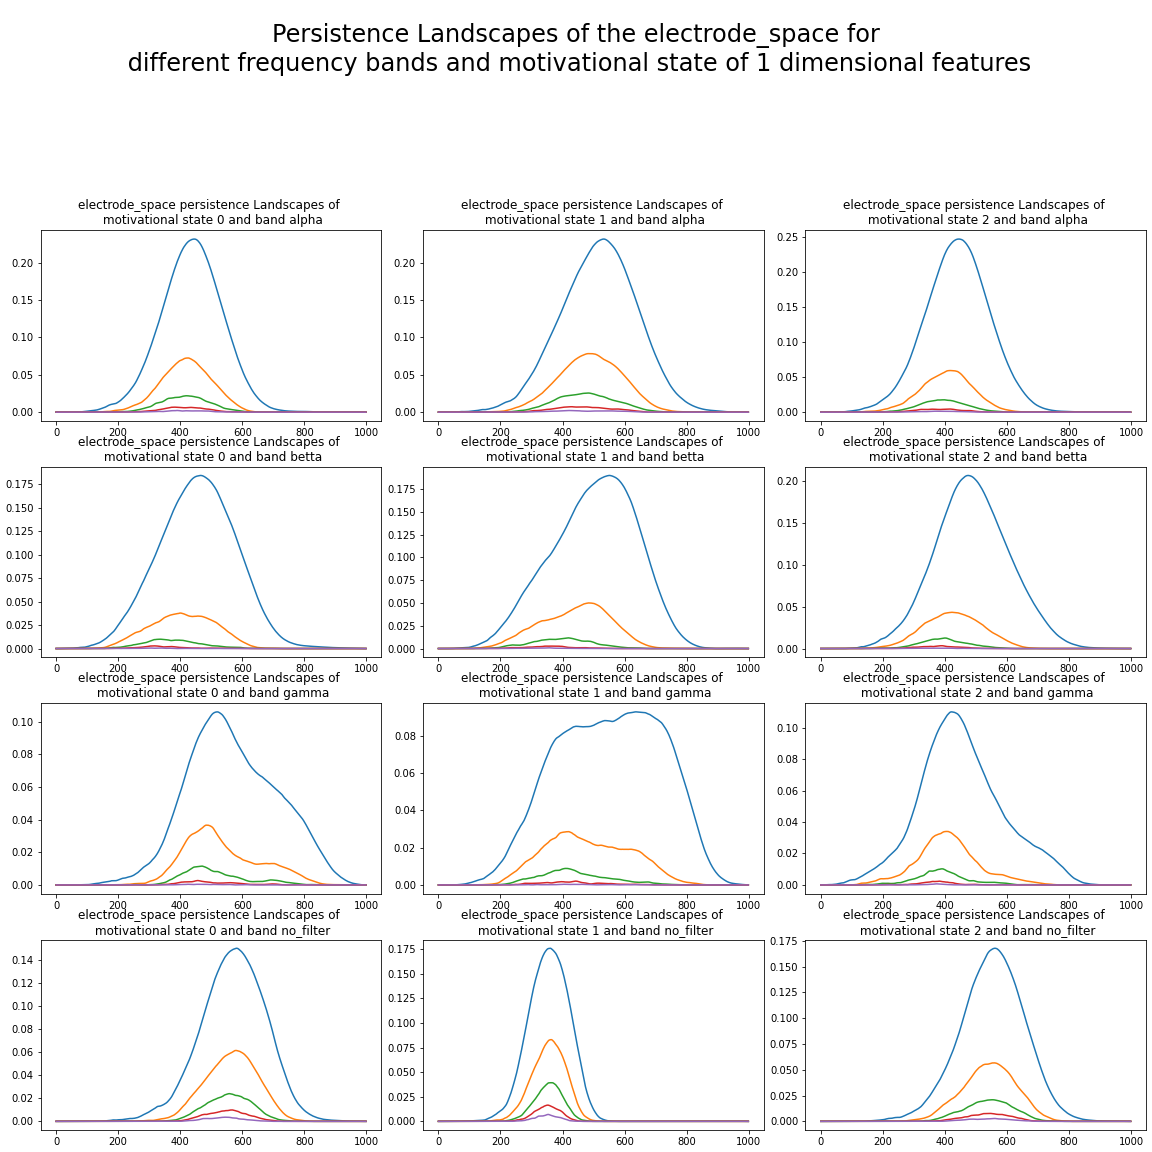 Persistence Landscapes of the electrode_space for
different frequency bands and motivational state of 1 dimensional features
electrode_space persistence Landscapes of
motivational state 0 and band alpha
0.20
0.15
0.10
0.05
0.00
0 200 400 600 800 1000
electrode_space persistence Landscapes of
motivational state 1 and band alpha
0.20
0.15
0.10
0.05
0.00
0 200 400 600 800 1000
electrode_space persistence Landscapes of
motivational state 2 and band alpha
0.25
0.20
0.15
0.10
0.05
0.00
0 200 400 600 800 1000
electrode_space persistence Landscapes of
motivational state 0 and band betta
0.175
0.150
0.125
0.100
0.075
0.050
0.025
0.000
0 200 400 600 800 1000
electrode_space persistence Landscapes of
motivational state 1 and band betta
0.175
0.150
0.125
0.100
0.075
0.050
0.025
0.000
0 200 400 600 800 1000
electrode_space persistence Landscapes of
motivational state 2 and band betta
0.20
0.15
0.10
0.05
0.00
0 200 400 600 800 1000
electrode_space persistence Landscapes of
motivational state 0 and band gamma
0.10
0.08
0.06
0.04
0.02
0.00
0 200 400 600 800 1000
electrode_space persistence Landscapes of
motivational state 1 and band gamma
0.08
0.06
0.04
0.02
0.00
0 200 400 600 800 1000
electrode_space persistence Landscapes of
motivational state 2 and band gamma
0.10
0.08
0.06
0.04
0.02
0.00
0 200 400 600 800 1000
electrode_space persistence Landscapes of
motivational state 0 and band no_filter
0.14
0.12
0.10
0.08
0.06
0.04
0.02
0.00
0 200 400 600 800 1000
electrode_space persistence Landscapes of
motivational state 1 and band no_filter
0.175
0.150
0.125
0.100
0.075
0.050
0.025
0.000
0 200 400 600 800 1000
electrode_space persistence Landscapes of
motivational state 2 and band no_filter
0.175
0.150
0.125
0.100
0.075
0.050
0.025
0.000
0 200 400 600 800 1000